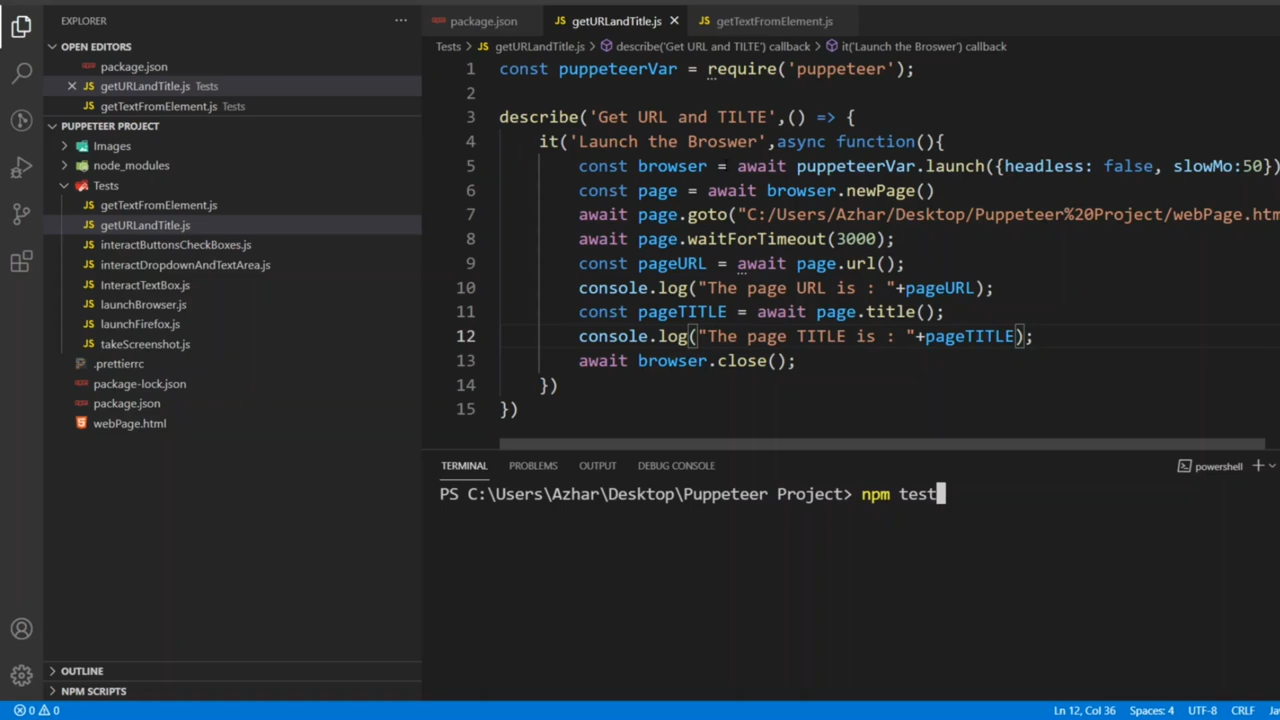 EXPLORER
OPEN EDITORS
package.json
getURLandTitle.js Tests
getTextFromElement.js Tests
PUPPETEER PROJECT
Images
node_modules
Tests
getTextFromElement.js
getURLandTitle.js
interactButtonsCheckBoxes.js
interactDropdownAndTextArea.js
InteractTextBox.js
launchBrowser.js
launchFirefox.js
takeScreenshot.js
.prettierrc
package-lock.json
package.json
webPage.html
OUTLINE
NPM SCRIPTS
package.json
getURLandTitle.js
getTextFromElement.js
Tests > getURLandTitle.js > describe('Get URL and TILTE') callback > it('Launch the Broswer') callback
1 const puppeteerVar = require('puppeteer');
2
3 describe('Get URL and TILTE',() => {
4 it('Launch the Broswer',async function(){
5 const browser = await puppeteerVar.launch({headless: false, slowMo:50})
6 const page = await browser.newPage()
7 await page.goto("C:/Users/Azhar/Desktop/Puppeteer%20Project/webPage.htm
8 await page.waitForTimeout(3000);
9 const pageURL = await page.url();
10 console.log("The page URL is : "+pageURL);
11 const pageTITLE = await page.title();
12 console.log("The page TITLE is : "+pageTITLE);
13 await browser.close();
14 })
15 })
TERMINAL PROBLEMS OUTPUT DEBUG CONSOLE
powershell
PS C:\Users\Azhar\Desktop\Puppeteer Project> npm test
0 0
Ln 12, Col 36 Spaces: 4 UTF-8 CRLF Ja